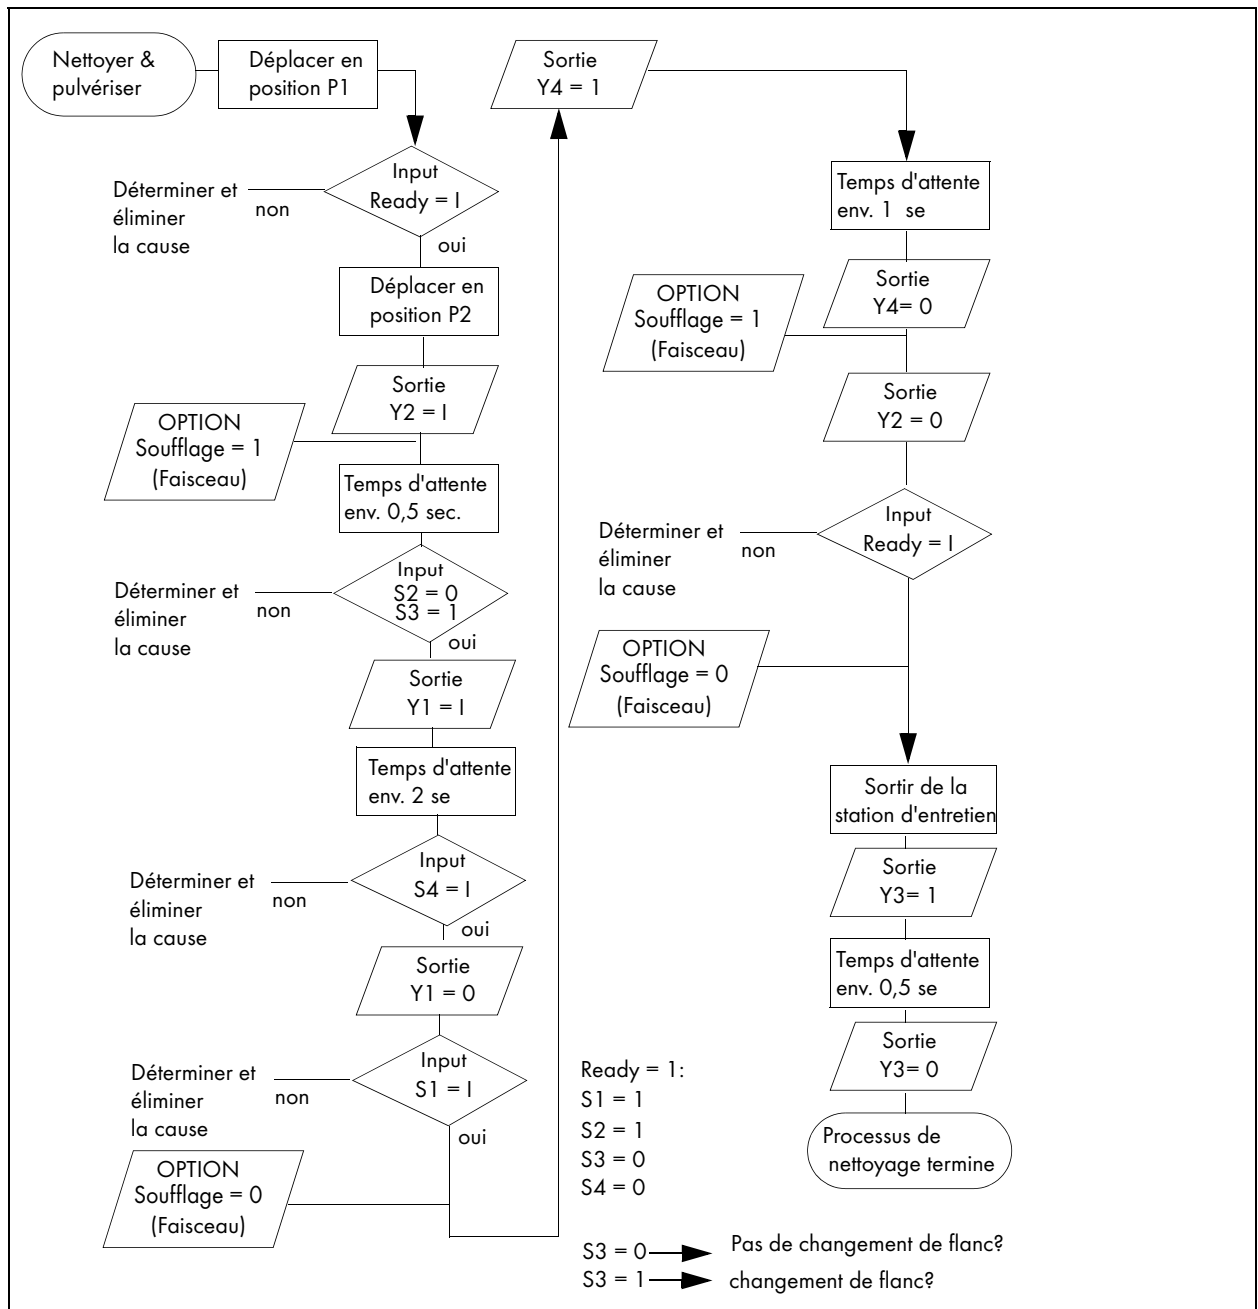 Nettoyer &
pulvériser
Déplacer en
position P1
Input
Ready = I
Déterminer et
éliminer
la cause
non
oui
Déplacer en
position P2
Sortie
Y2 = I
OPTION
Soufflage = 1
(Faisceau)
Temps d'attente
env. 0,5 sec.
Input
S2 = 0
S3 = 1
Déterminer et
éliminer
la cause
non
oui
Sortie
Y1 = I
Temps d'attente
env. 2 se
Input
S4 = I
Déterminer et
éliminer
la cause
non
oui
Sortie
Y1 = 0
Input
S1 = I
Déterminer et
éliminer
la cause
non
oui
OPTION
Soufflage = 0
(Faisceau)
Sortie
Y4 = 1
Temps d'attente
env. 1 se
Sortie
Y4= 0
OPTION
Soufflage = 1
(Faisceau)
Sortie
Y2 = 0
Input
Ready = I
Déterminer et
éliminer
la cause
non
OPTION
Soufflage = 0
(Faisceau)
Sortir de la
station d'entretien
Sortie
Y3= 1
Temps d'attente
env. 0,5 se
Sortie
Y3= 0
Processus de
nettoyage termine
Ready = 1:
S1 = 1
S2 = 1
S3 = 0
S4 = 0
S3 = 0 Pas de changement de flanc?
S3 = 1 changement de flanc?